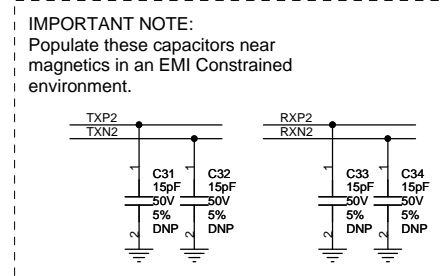 IMPORTANT NOTE:
Populate these capacitors near
magnetics in an EMI Constrained
environment.
TXP2
TXN2
RXP2
RXN2
1
C31
15pF
50V
5%
DNP
2
1
C32
15pF
50V
5%
DNP
2
1
C33
15pF
50V
5%
DNP
2
1
C34
15pF
50V
5%
DNP
2